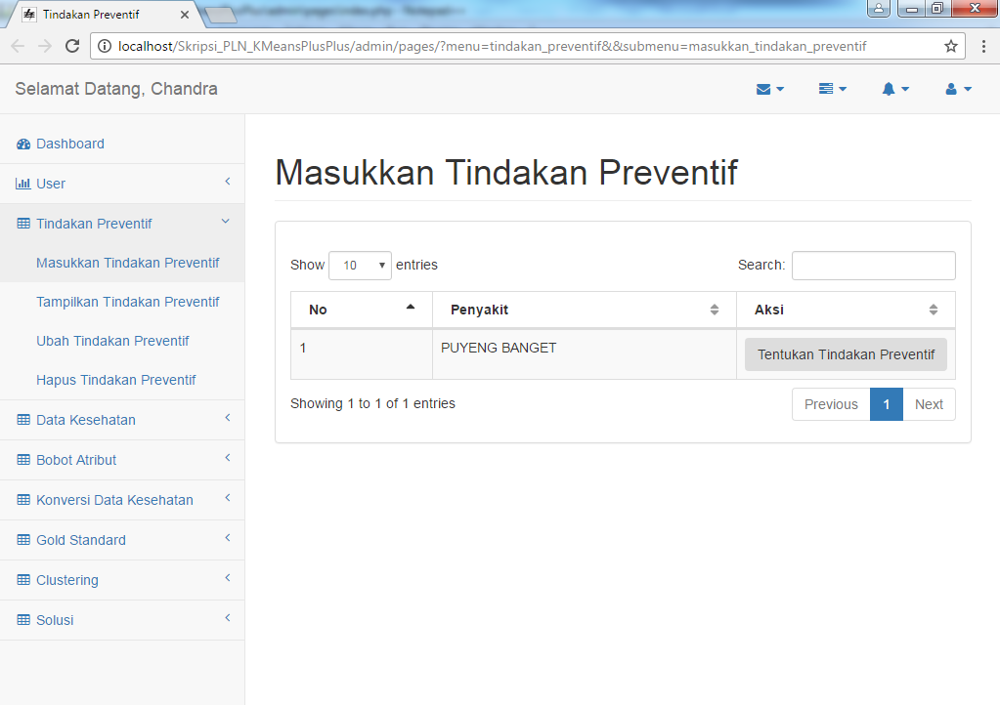 Tindakan Preventif
localhost/Skripsi_PLN_KMeansPlusPlus/admin/pages/?menu=tindakan_preventif&&submenu=masukkan_tindakan_preventif
Selamat Datang, Chandra
Dashboard
User
Tindakan Preventif
Masukkan Tindakan Preventif
Tampilkan Tindakan Preventif
Ubah Tindakan Preventif
Hapus Tindakan Preventif
Data Kesehatan
Bobot Atribut
Konversi Data Kesehatan
Gold Standard
Clustering
Solusi
Masukkan Tindakan Preventif
Show 10 entries Search:
No Penyakit Aksi
1 PUYENG BANGET Tentukan Tindakan Preventif
Showing 1 to 1 of 1 entries Previous 1 Next